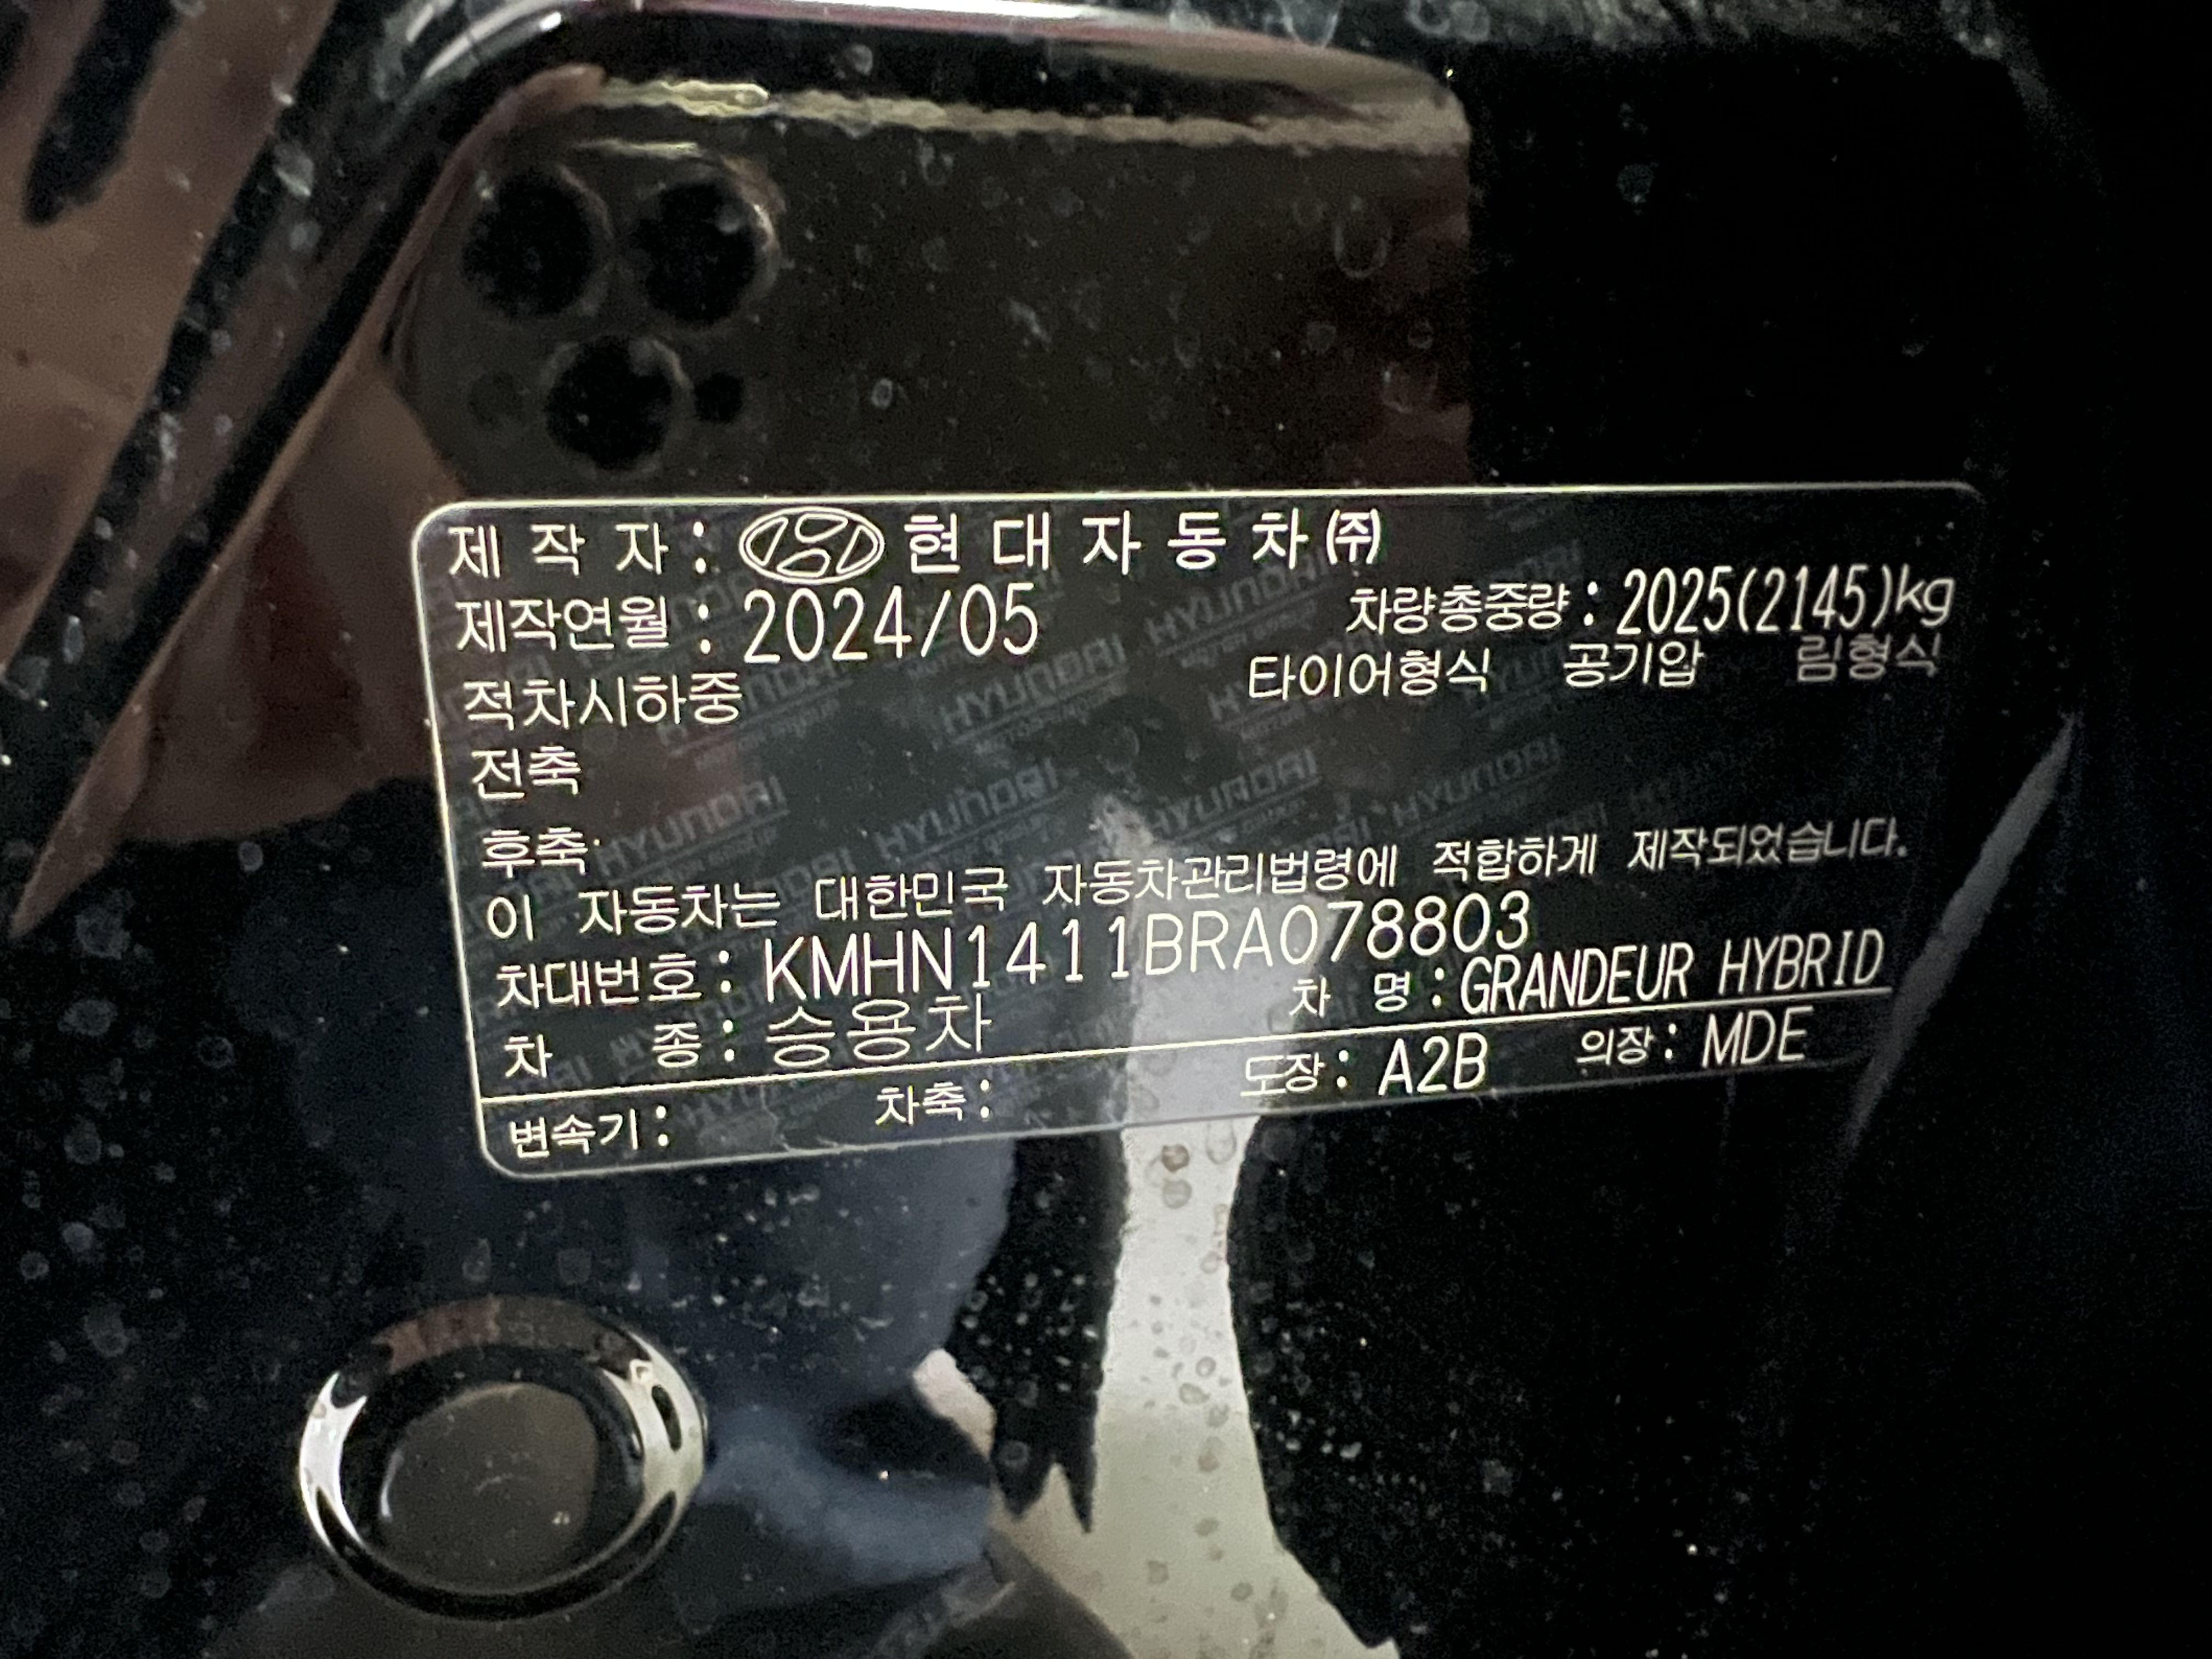 제 작 자 : 현 대 자 동 차 ㈜
제작연월 : 2024/05 차량총중량 : 2025(2145)kg
적차시하중 타이어형식 공기압 림형식
전축
후축
이 자동차는 대한민국 자동차관리법령에 적합하게 제작되었습니다.
차대번호 : KMHN1411BRA078803
차 종 : 승용차 차 명 : GRANDEUR HYBRID
변속기 : 차축 : 도장 : A2B 의장 : MDE
HYUNDAI